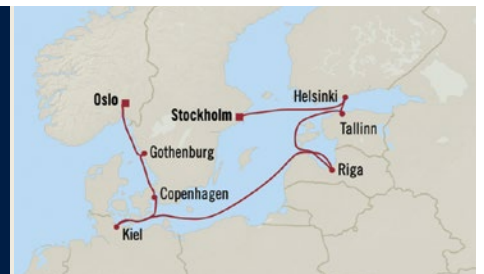 Oslo
Helsinki
Stockholm
Tallinn
Gothenburg
Riga
Copenhagen
Kiel